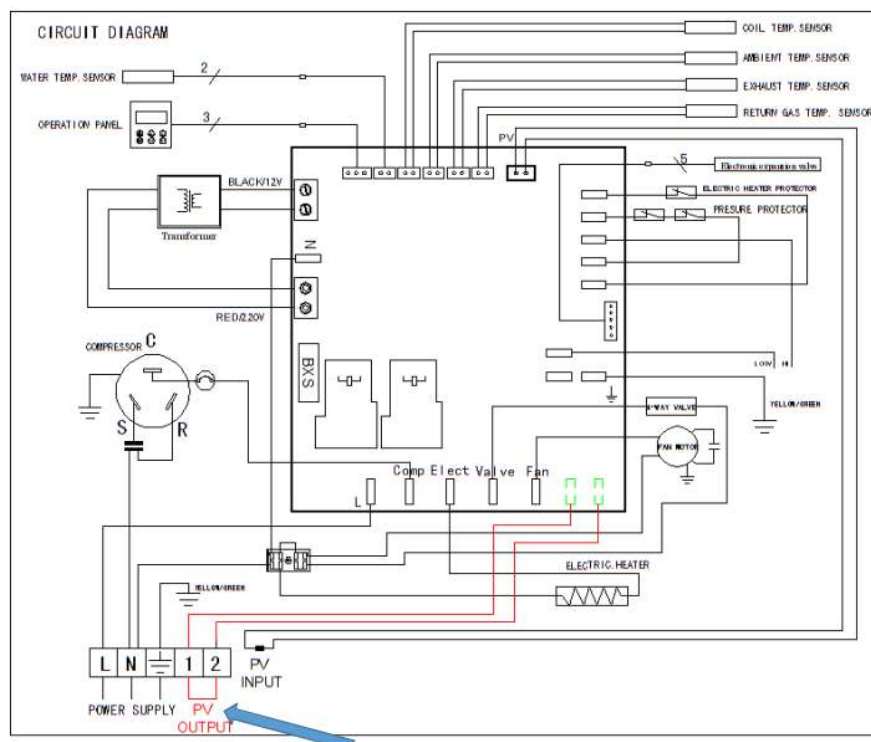 CIRCUIT DIAGRAM
COIL TEMP. SENSOR
AMBIENT TEMP. SENSOR
EXHAUST TEMP. SENSOR
RETURN GAS TEMP. SENSOR
WATER TEMP. SENSOR
2
OPERATION PANEL
3
PV
5
Electronic expansion valve
ELECTRIC HEATER PROTECTOR
PRESURE PROTECTOR
BLACK/12V
Transformer
N
RED/220V
COMPRESSOR C
BXS
S
R
LOW
HI
YELLOW/GREEN
4-WAY VALVE
FAN MOTOR
Comp Elect Valve Fan
L
ELECTRIC.HEATER
YELLOW/GREEN
L N 1 2
PV
INPUT
POWER SUPPLY
PV
OUTPUT